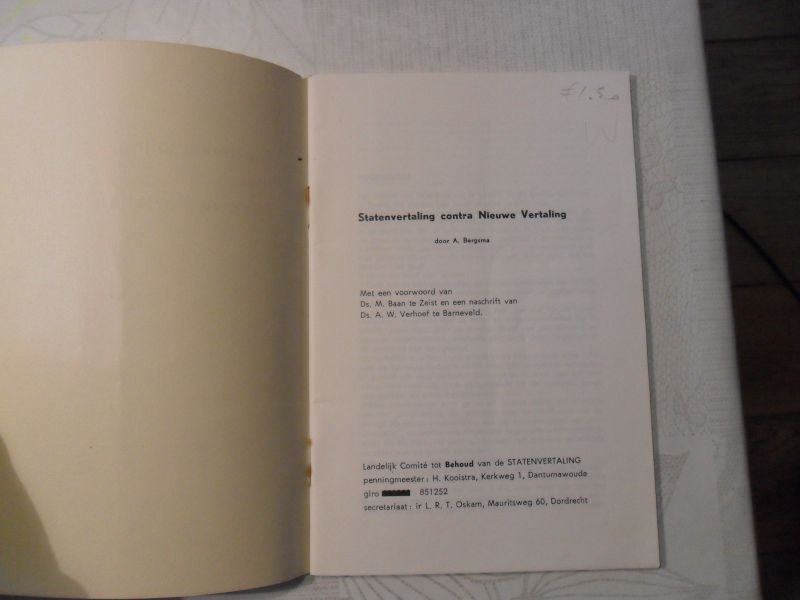 £1.50
Statenvertaling contra Nieuwe Vertaling
door A. Bergsma
Met een voorwoord van
Ds. M. Baan te Zeist en een naschrift van
Ds. A. W. Verhoef te Barneveld.
Landelijk Comité tot Behoud van de STATENVERTALING
penningmeester: H. Kooistra, Kerkweg 1, Dantumawoude
giro 851252
secretariaat: ir L. R. T. Oskam, Mauritsweg 60, Dordrecht